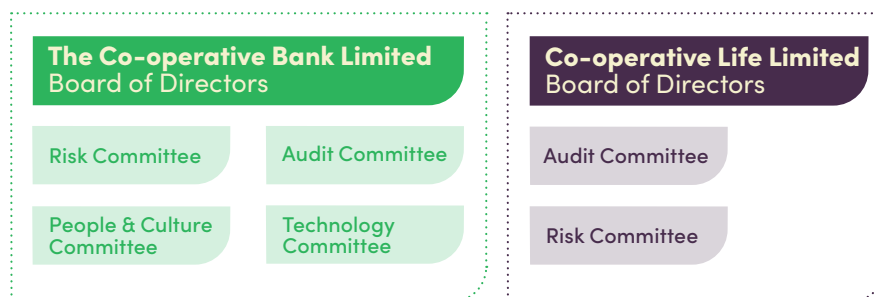 The Co-operative Bank Limited
Board of Directors
Risk Committee
Audit Committee
People & Culture
Committee
Technology
Committee
Co-operative Life Limited
Board of Directors
Audit Committee
Risk Committee